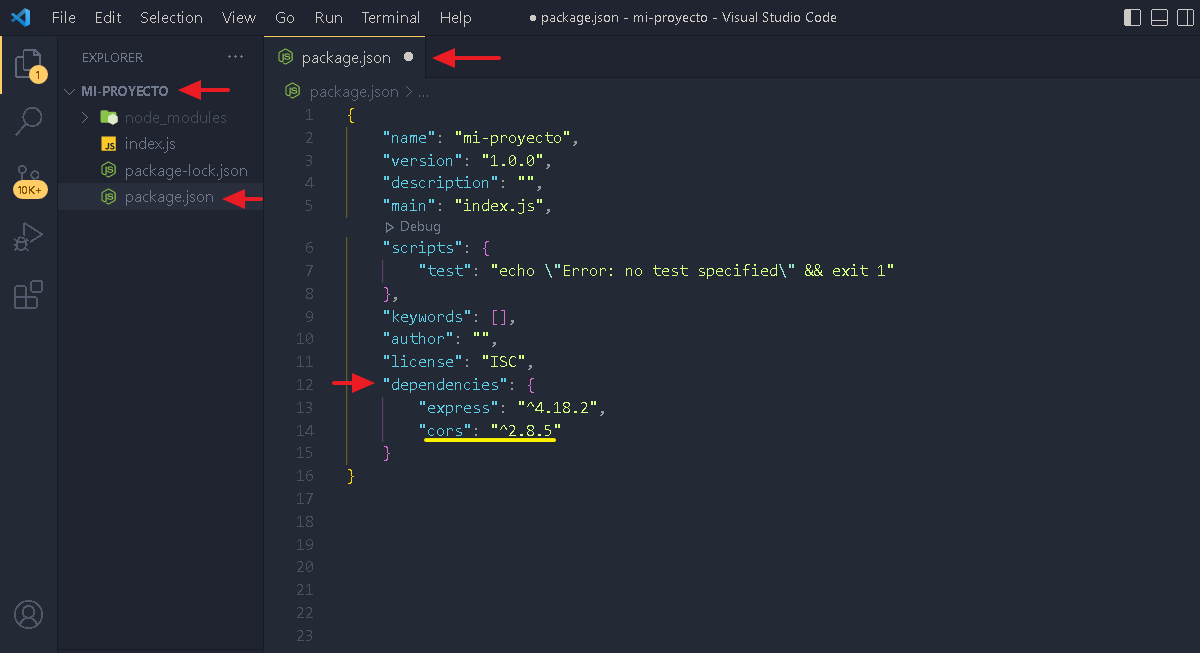 File Edit Selection View Go Run Terminal Help
● package.json - mi-proyecto - Visual Studio Code
1
10K+
EXPLORER ...
MI-PROYECTO
node_modules
JS index.js
package-lock.json
package.json
package.json ●
package.json > ...
1 {
2 "name": "mi-proyecto",
3 "version": "1.0.0",
4 "description": "",
5 "main": "index.js",
Debug
6 "scripts": {
7 "test": "echo \"Error: no test specified\" && exit 1"
8 },
9 "keywords": [],
10 "author": "",
11 "license": "ISC",
12 "dependencies": {
13 "express": "^4.18.2",
14 "cors": "^2.8.5"
15 }
16 }
17
18
19
20
21
22
23